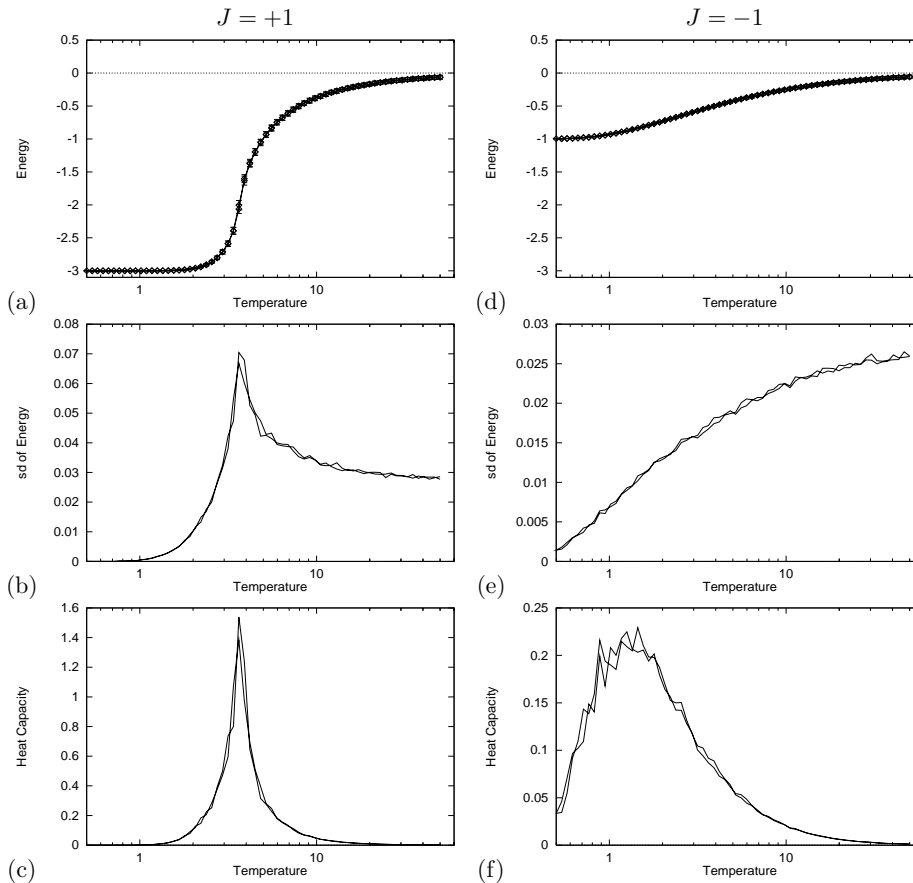 J = +1
J = −1
0.5
0
-0.5
-1
-1.5
-2
-2.5
-3
Energy
1
10
Temperature
(a)
0.5
0
-0.5
-1
-1.5
-2
-2.5
-3
Energy
1
10
Temperature
(d)
0.08
0.07
0.06
0.05
0.04
0.03
0.02
0.01
0
sd of Energy
1
10
Temperature
(b)
0.03
0.025
0.02
0.015
0.01
0.005
0
sd of Energy
1
10
Temperature
(e)
1.6
1.4
1.2
1
0.8
0.6
0.4
0.2
0
Heat Capacity
1
10
Temperature
(c)
0.25
0.2
0.15
0.1
0.05
0
Heat Capacity
1
10
Temperature
(f)